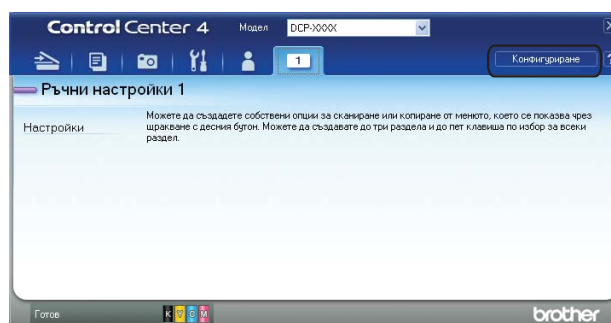 Control Center 4 Модел DCP-XXXX
1 Конфигуриране ?
Ръчни настройки 1
Настройки
Можете да създадете собствени опции за сканиране или копиране от менюто, което се показва чрез
щракване с десния бутон. Можете да създавате до три раздела и до пет клавиша по избор за всеки
раздел.
Готов K Y C M brother